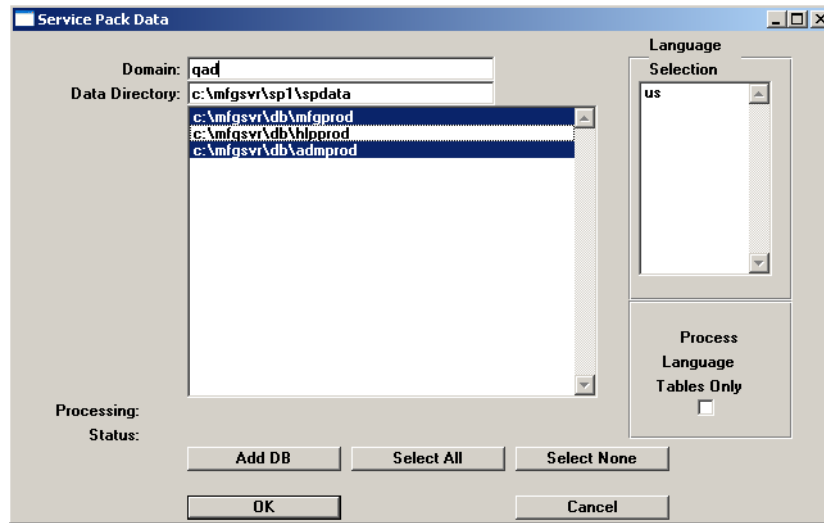 Service Pack Data
Domain: qad
Data Directory: c:\mfgsvr\sp1\spdata
c:\mfgsvr\db\mfgprod
c:\mfgsvr\db\hlpprod
c:\mfgsvr\db\admprod
Language
Selection
us
Process
Language
Tables Only
Processing:
Status:
Add DB Select All Select None
OK Cancel